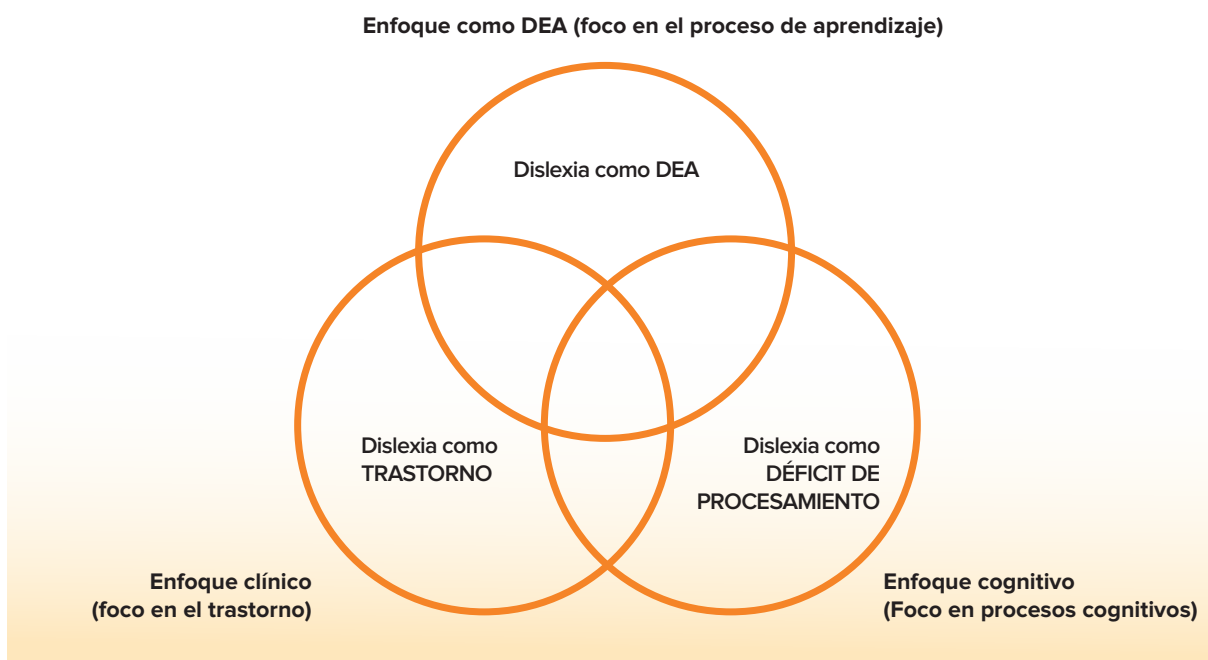 Enfoque como DEA (foco en el proceso de aprendizaje)
Dislexia como DEA
Dislexia como
TRASTORNO
Dislexia como
DÉFICIT DE
PROCESAMIENTO
Enfoque clínico
(foco en el trastorno)
Enfoque cognitivo
(Foco en procesos cognitivos)